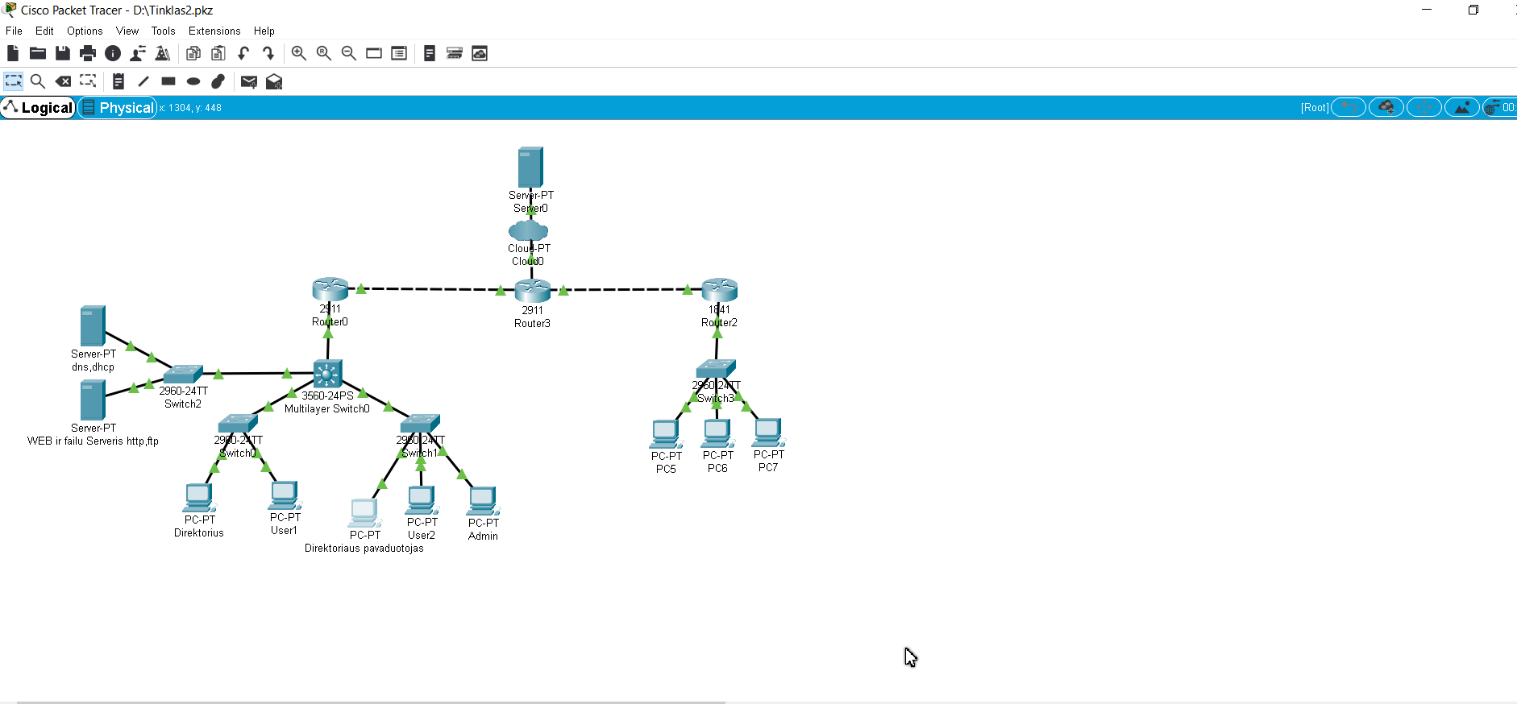 Cisco Packet Tracer - D:\Tinklas2.pkz
File Edit Options View Tools Extensions Help
Logical Physical x: 1304, y: 448 [Root] 00:
Server-PT
Server0
Cloud-PT
Cloud0
2911
Router0
2911
Router3
1841
Router2
Server-PT
dns,dhcp
2960-24TT
Switch2
3560-24PS
Multilayer Switch0
Server-PT
WEB ir failu Serveris http,ftp
2960-24TT
Switch0
2960-24TT
Switch1
2960-24TT
Switch3
PC-PT
PC5
PC-PT
PC6
PC-PT
PC7
PC-PT
Direktorius
PC-PT
User1
PC-PT
Direktoriaus pavaduotojas
PC-PT
User2
PC-PT
Admin